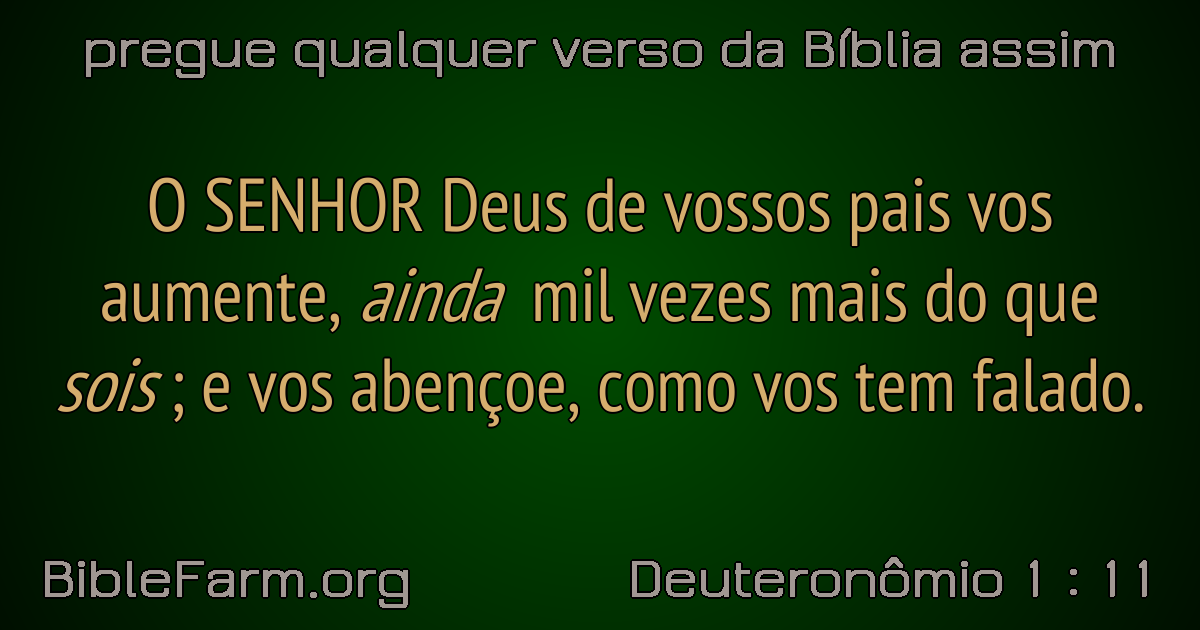 pregue qualquer verso da Bíblia assim
O SENHOR Deus de vossos pais vos
aumente, ainda mil vezes mais do que
sois ; e vos abençoe, como vos tem falado.
BibleFarm.org
Deuteronômio 1 : 11